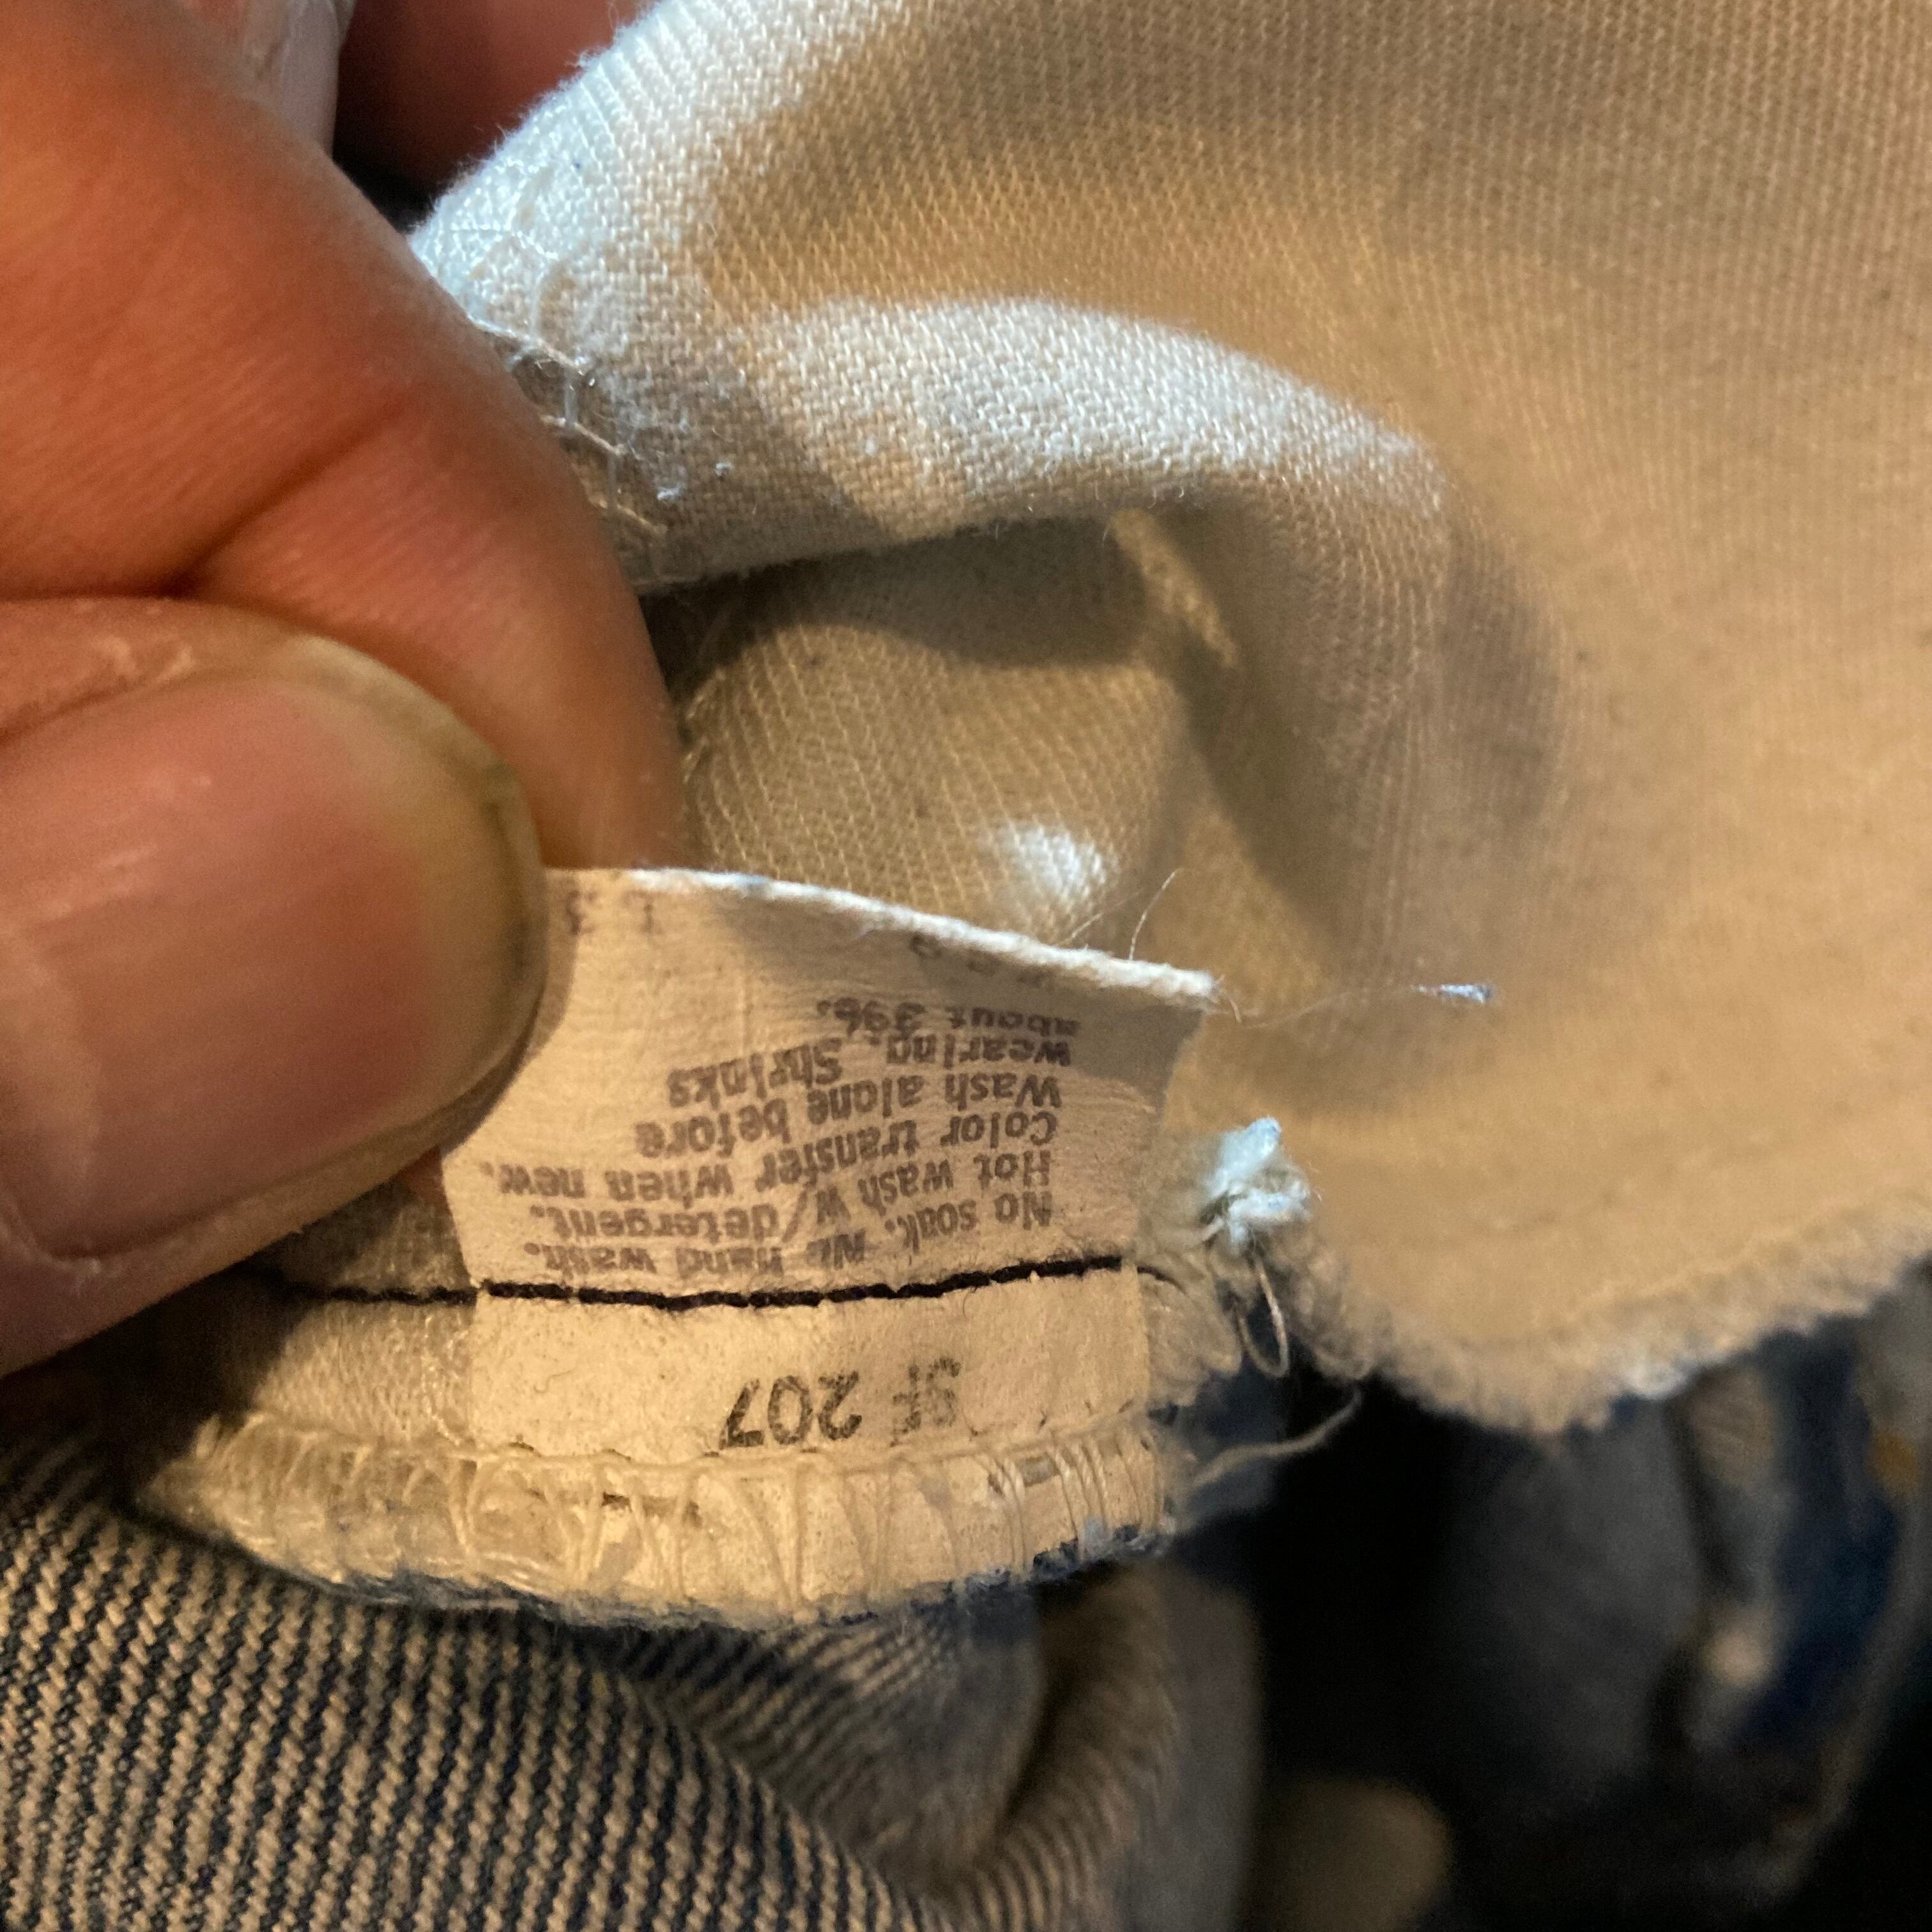 SF 207
No soak. No hand wash.
Hot wash w/detergent.
Color transfer when new.
Wash alone before
wearing. Shrinks
about 3%.